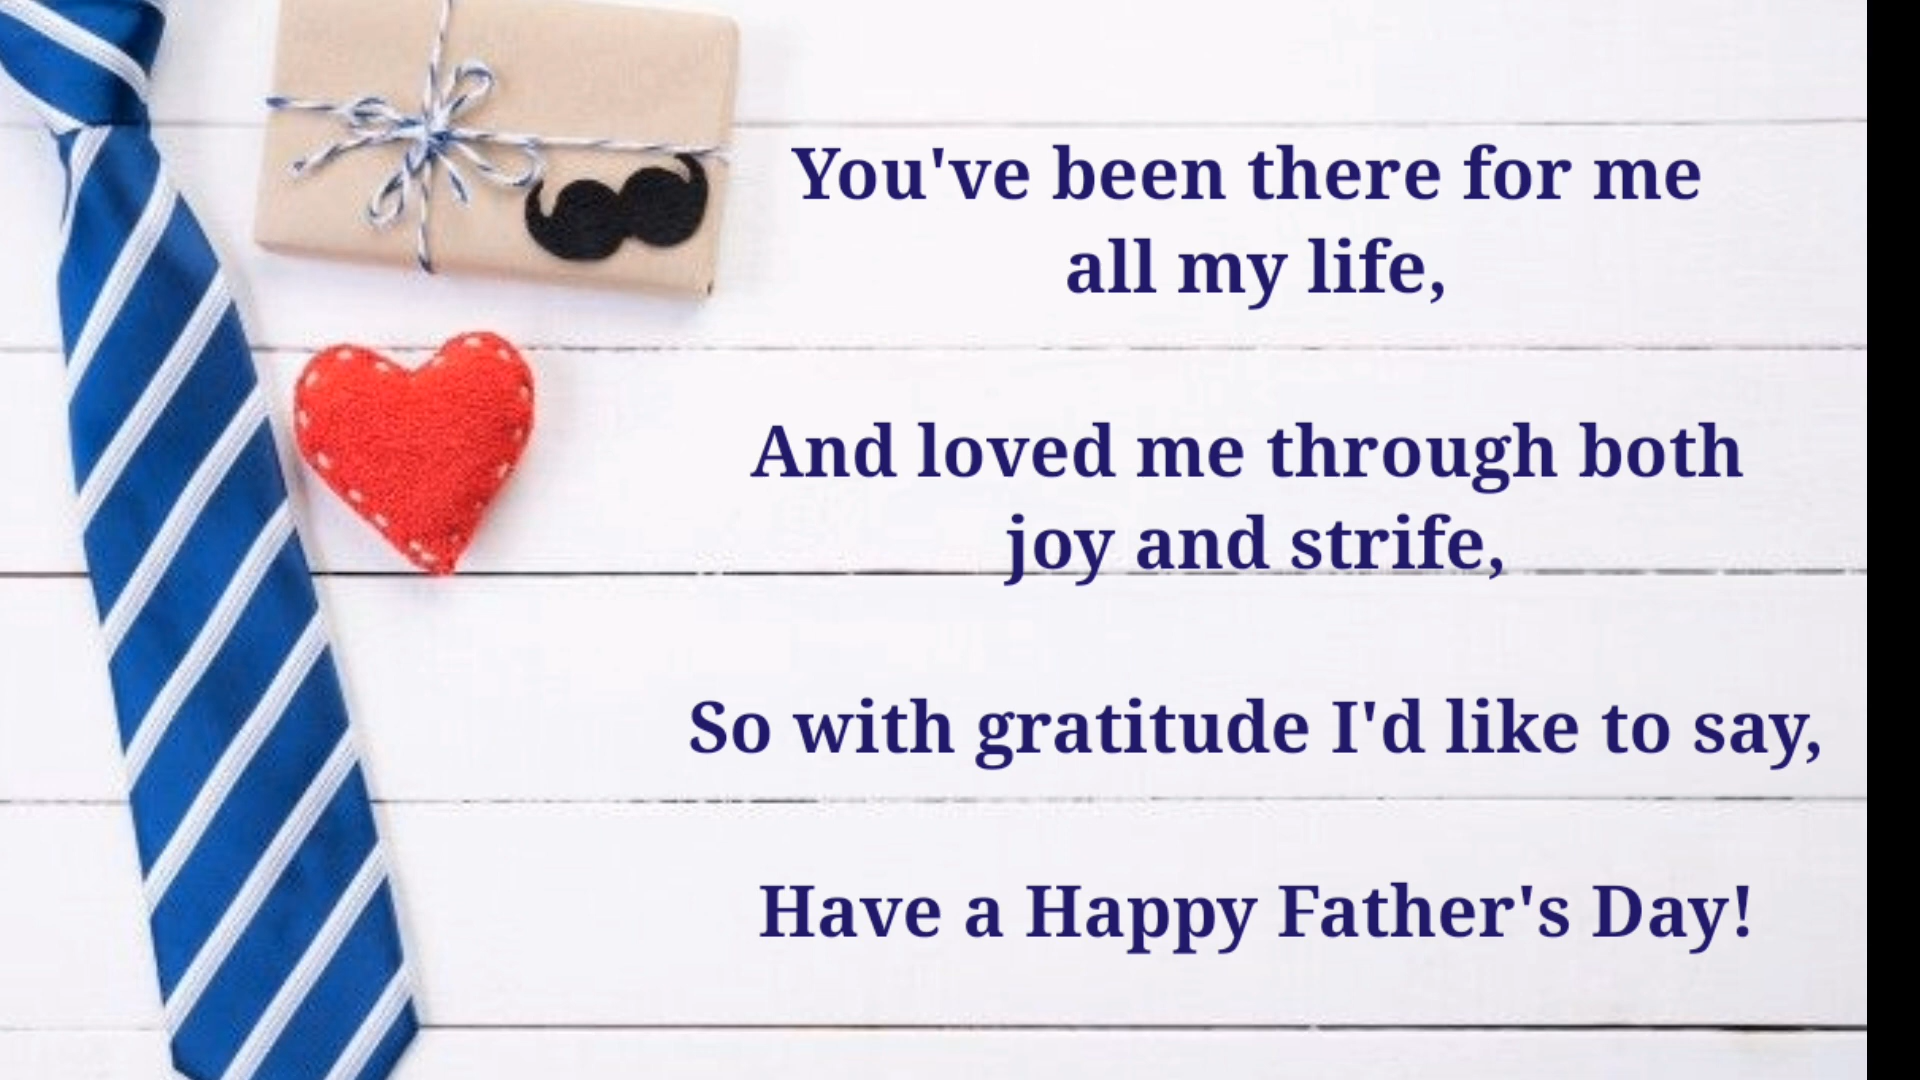 You've been there for me
all my life,
And loved me through both
joy and strife,
So with gratitude I'd like to say,
Have a Happy Father's Day!